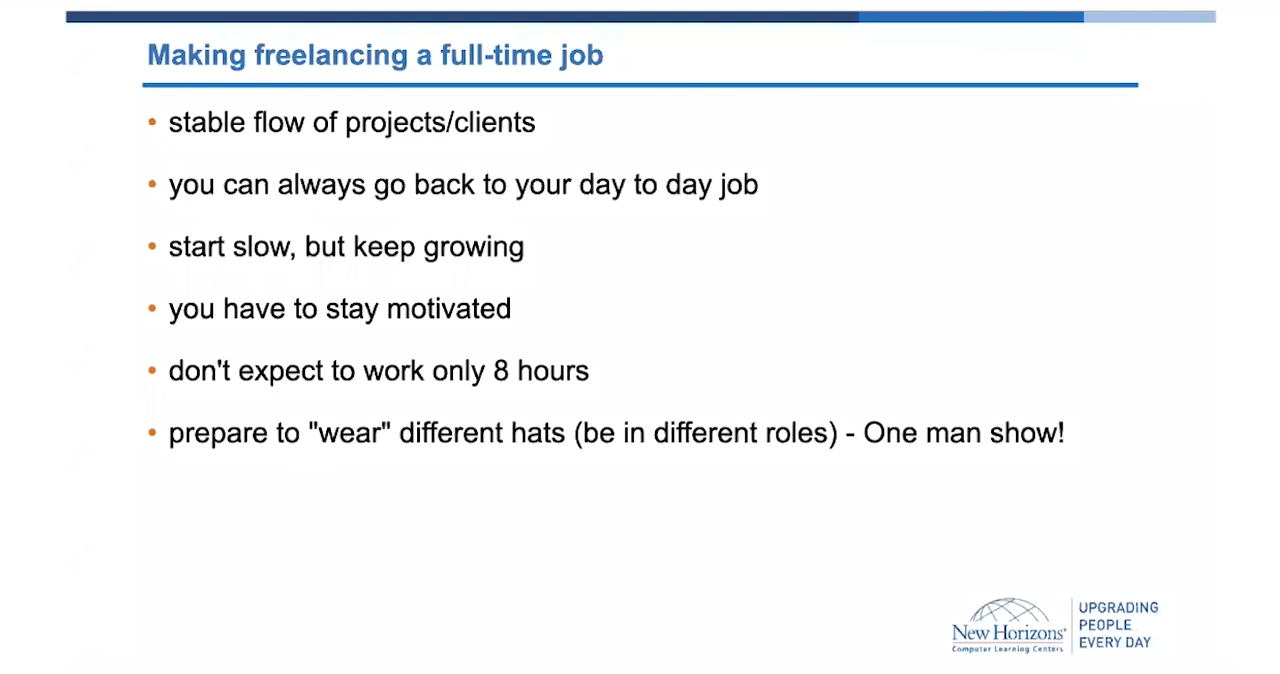 Making freelancing a full-time job
• stable flow of projects/clients
• you can always go back to your day to day job
• start slow, but keep growing
• you have to stay motivated
• don't expect to work only 8 hours
• prepare to "wear" different hats (be in different roles) - One man show!
New Horizons®
Computer Learning Centers
UPGRADING
PEOPLE
EVERY DAY